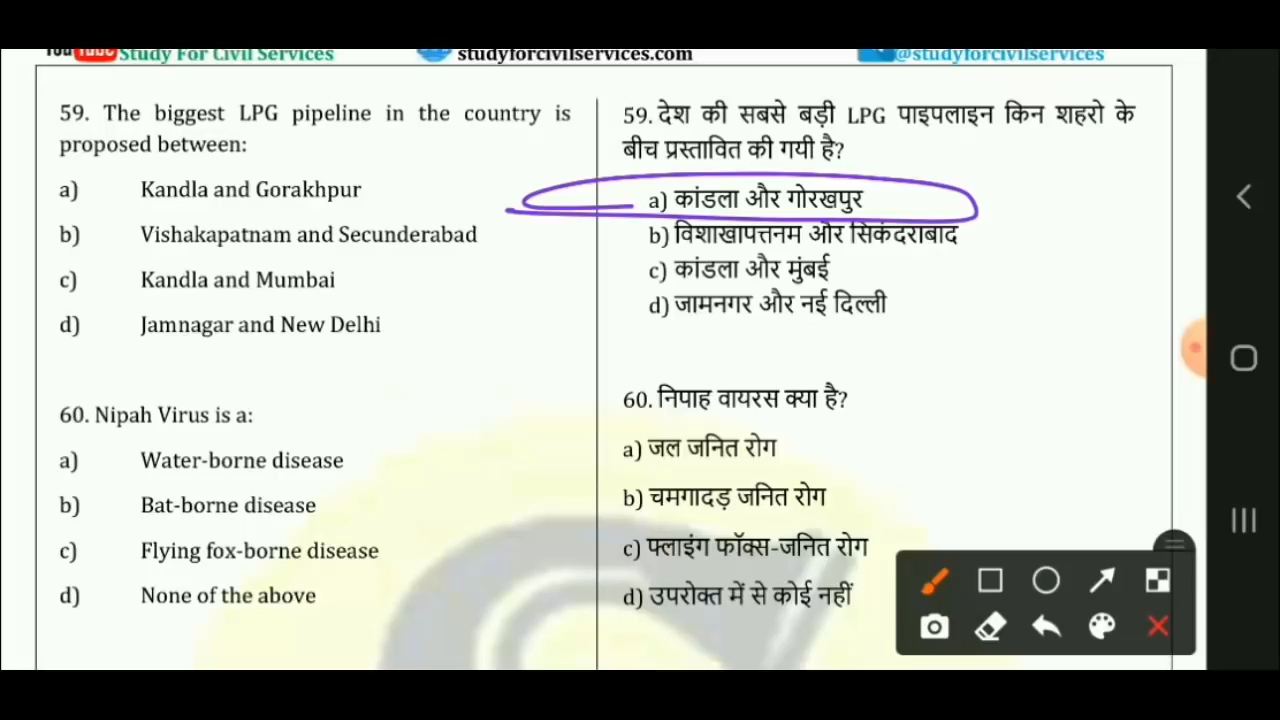 YouTube Study For Civil Services
studyforcivilservices.com
@studyforcivilservices
59. The biggest LPG pipeline in the country is
proposed between:
a) Kandla and Gorakhpur
b) Vishakapatnam and Secunderabad
c) Kandla and Mumbai
d) Jamnagar and New Delhi
60. Nipah Virus is a:
a) Water-borne disease
b) Bat-borne disease
c) Flying fox-borne disease
d) None of the above
59. देश की सबसे बड़ी LPG पाइपलाइन किन शहरो के
बीच प्रस्तावित की गयी है?
a) कांडला और गोरखपुर
b) विशाखापत्तनम और सिकंदराबाद
c) कांडला और मुंबई
d) जामनगर और नई दिल्ली
60. निपाह वायरस क्या है?
a) जल जनित रोग
b) चमगादड़ जनित रोग
c) फ्लाइंग फॉक्स-जनित रोग
d) उपरोक्त में से कोई नहीं